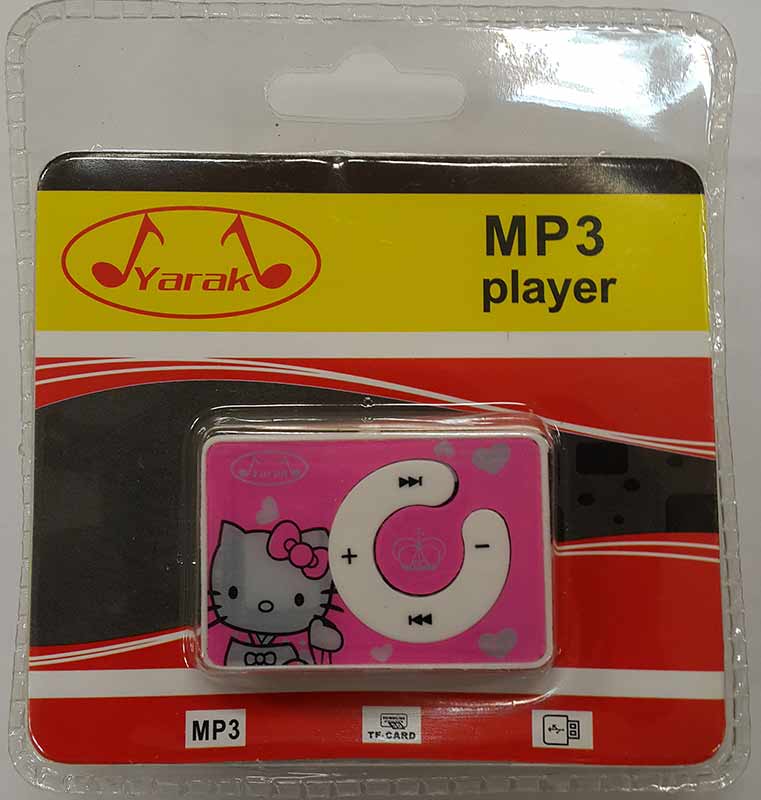 Yarak
MP3
player
Yarak
+
−
MP3
TF-CARD